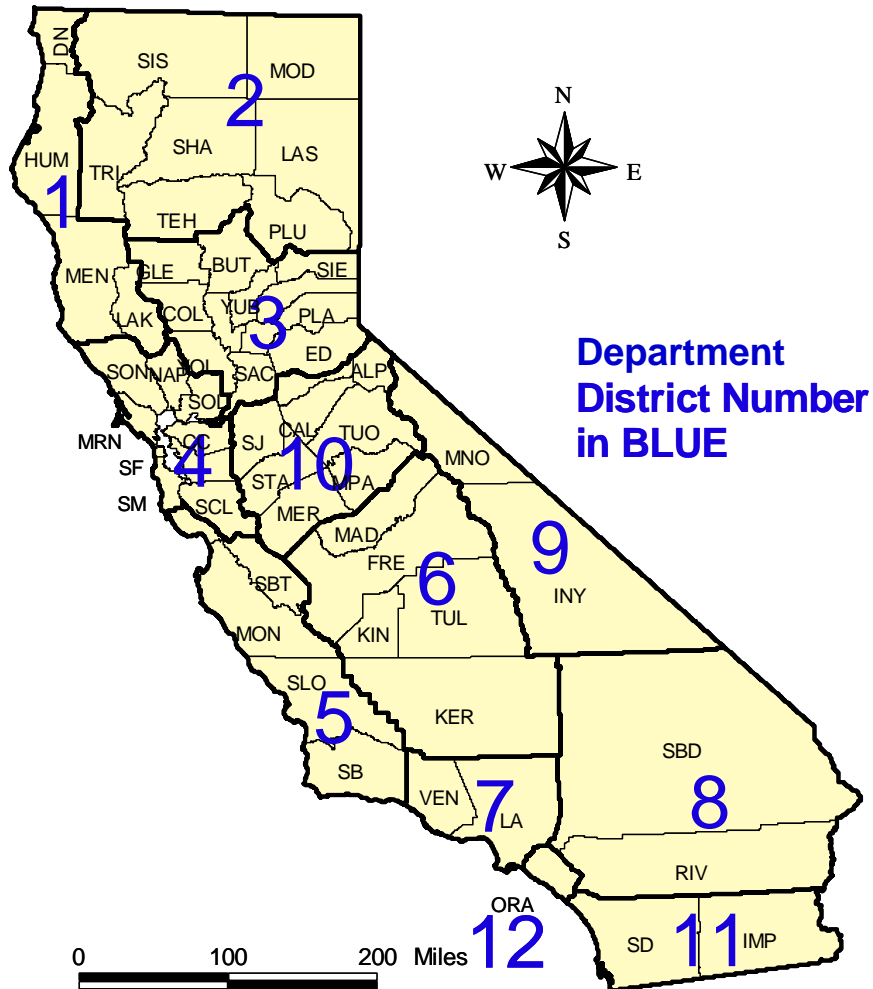 DN
SIS
MOD
2
N
HUM
TRI
SHA
LAS
W
E
1
TEH
PLU
S
MEN
GLE
BUT
SIE
LAK
COL
YUB
3
PLA
ED
SON
NAP
YOL
SAC
ALP
Department
District Number
in BLUE
SOL
MRN
CC
SJ
CAL
TUO
MNO
SF
4
STA
10
MPA
SM
SCL
MER
MAD
9
FRE
6
SBT
INY
MON
KIN
TUL
SLO
5
KER
SBD
SB
VEN
7
LA
8
RIV
ORA
12
SD
11
IMP
0 100 200 Miles